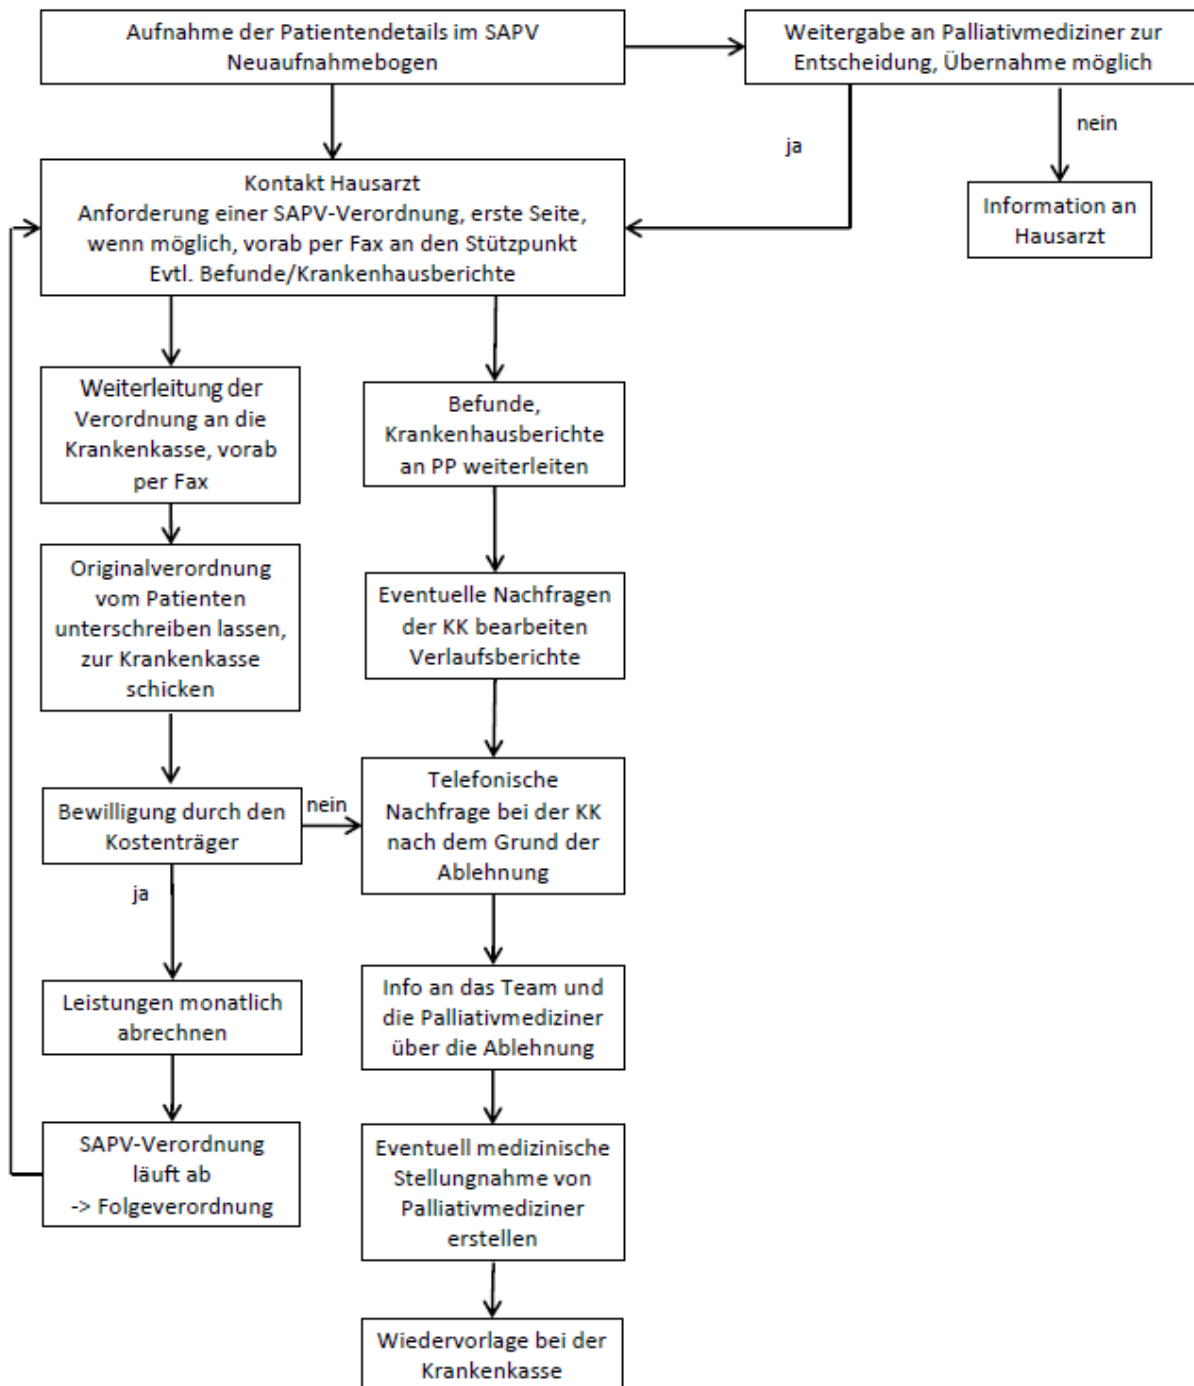 Aufnahme der Patientendetails im SAPV
Neuaufnahmebogen
Weitergabe an Palliativmediziner zur
Entscheidung, Übernahme möglich
ja
nein
Information an
Hausarzt
Kontakt Hausarzt
Anforderung einer SAPV-Verordnung, erste Seite,
wenn möglich, vorab per Fax an den Stützpunkt
Evtl. Befunde/Krankenhausberichte
Weiterleitung der
Verordnung an die
Krankenkasse, vorab
per Fax
Befunde,
Krankenhausberichte
an PP weiterleiten
Originalverordnung
vom Patienten
unterschreiben lassen,
zur Krankenkasse
schicken
Eventuelle Nachfragen
der KK bearbeiten
Verlaufsberichte
Bewilligung durch den
Kostenträger
nein
Telefonische
Nachfrage bei der KK
nach dem Grund der
Ablehnung
ja
Leistungen monatlich
abrechnen
Info an das Team und
die Palliativmediziner
über die Ablehnung
SAPV-Verordnung
läuft ab
-> Folgeverordnung
Eventuell medizinische
Stellungnahme von
Palliativmediziner
erstellen
Wiedervorlage bei der
Krankenkasse